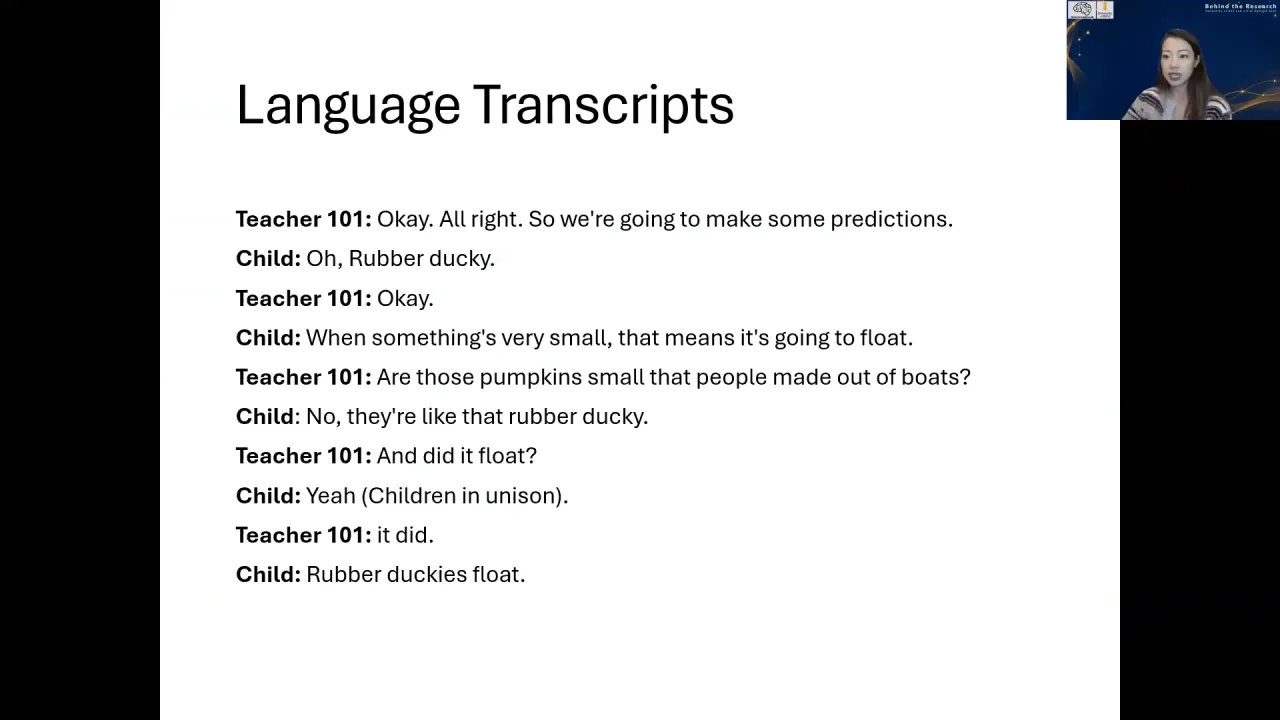 Behind the Research
Language Transcripts
Teacher 101: Okay. All right. So we're going to make some predictions.
Child: Oh, Rubber ducky.
Teacher 101: Okay.
Child: When something's very small, that means it's going to float.
Teacher 101: Are those pumpkins small that people made out of boats?
Child: No, they're like that rubber ducky.
Teacher 101: And did it float?
Child: Yeah (Children in unison).
Teacher 101: it did.
Child: Rubber duckies float.